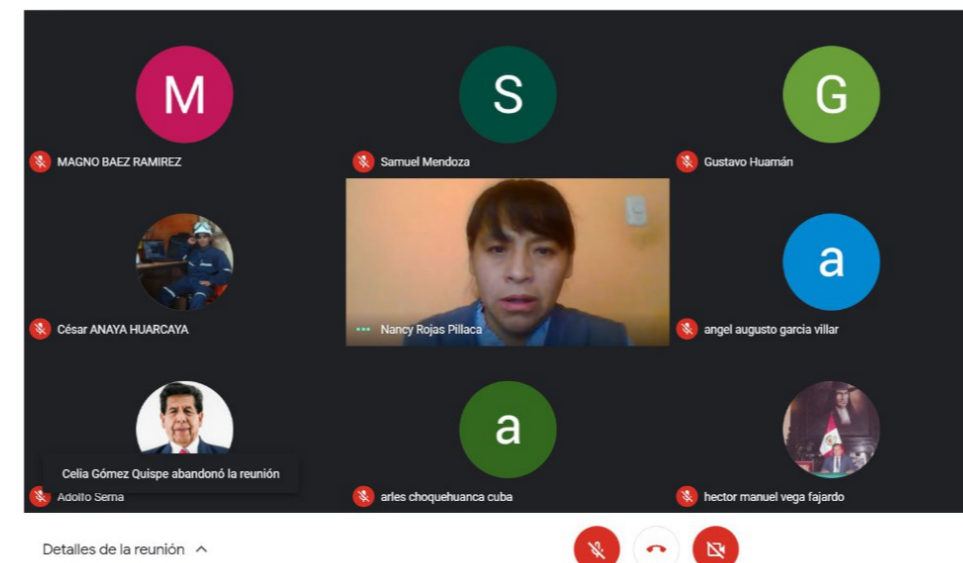 M
S
G
MAGNO BAEZ RAMIREZ
Samuel Mendoza
Gustavo Huamán
a
César ANAYA HUARCAYA
Nancy Rojas Pillaca
angel augusto garcia villar
a
Celia Gómez Quispe abandonó la reunión
Adolfo Serna
arles choquehuanca cuba
hector manuel vega fajardo
Detalles de la reunión